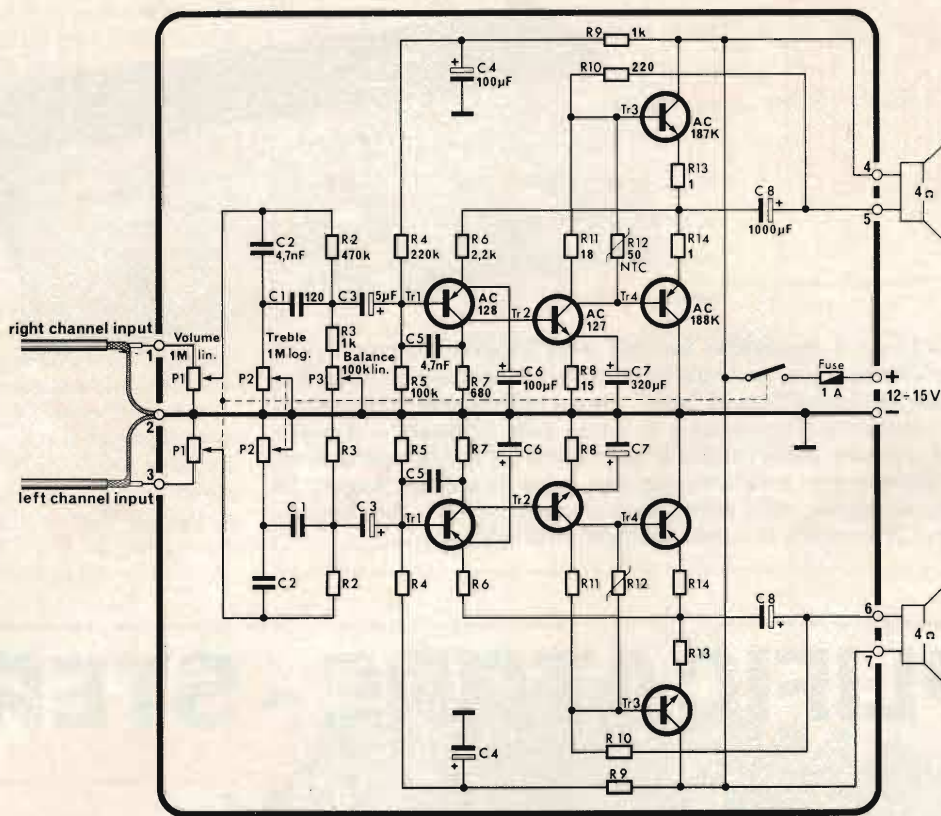 R9 1k
R10
220
+
C4
100µF
Tr3
AC
187K
R13
1
4
4
Ω
C8
+
1000µF
5
C2
4,7nF
R2
470k
R4
220k
R6
2,2k
R11
18
R12
50
NTC
R14
1
C1 120
C3 5µF
+
Tr1
AC
128
Tr2
AC
127
Tr4
AC
188K
right channel input
1
Volume
1M lin.
Treble
1M log.
R3
1k
Balance
100k lin.
C5
4,7nF
C6
100µF
+
C7
320µF
+
Fuse
1 A
+
12÷15V
−
P1
P2
P3
R5
100k
R7
680
R8
15
2
P1
P2
R3
R5
R7
C6
+
R8
C7
+
3
left channel input
C5
Tr2
C1
C3
+
Tr1
Tr4
C2
R2
R4
R6
R11
R12
R14
C8
+
6
4
Ω
R13
7
Tr3
C4
+
R10
R9